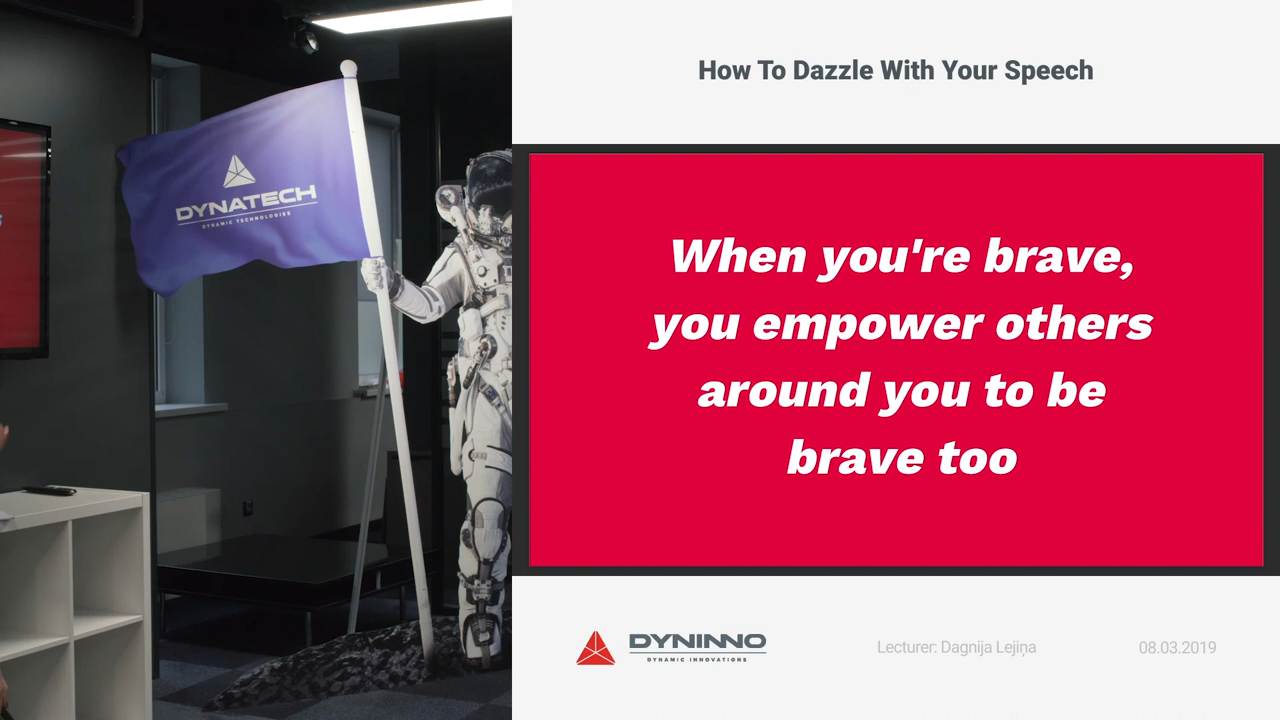 DYNATECH
DYNAMIC TECHNOLOGIES
How To Dazzle With Your Speech
When you're brave,
you empower others
around you to be
brave too
DYNINNO
DYNAMIC INNOVATIONS
Lecturer: Dagnija Lejiņa
08.03.2019